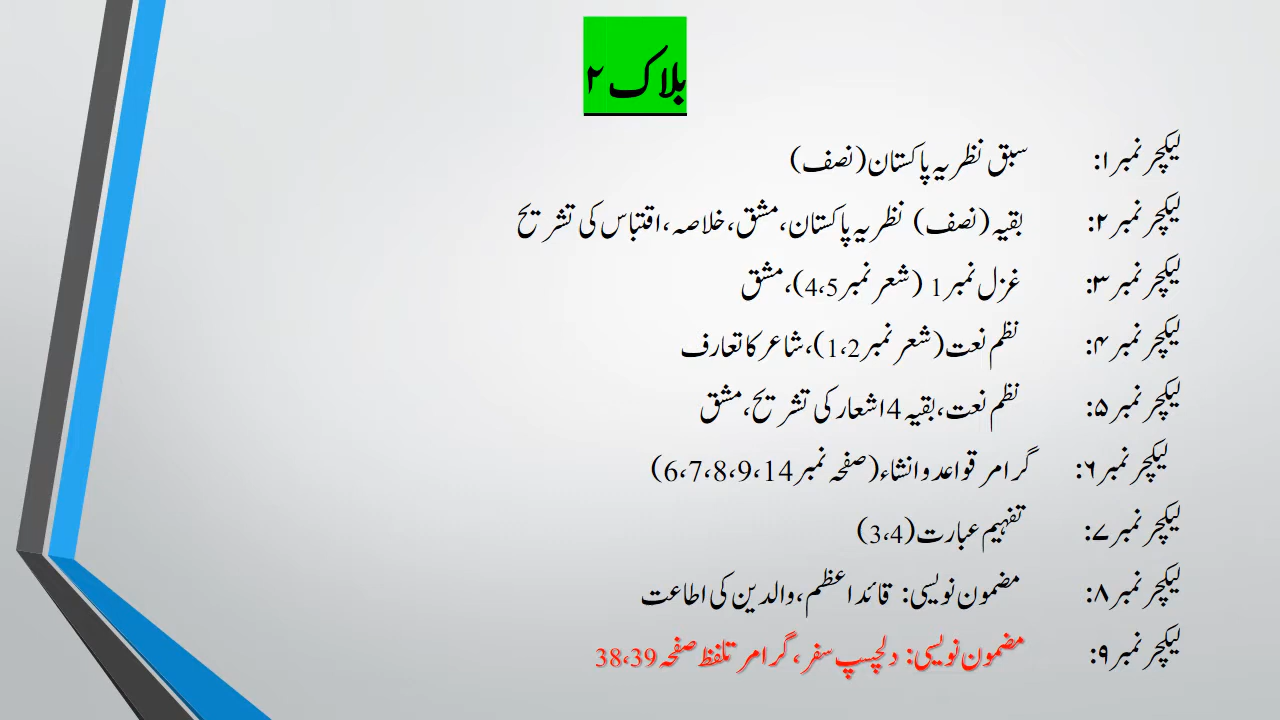 بلاک ۲
لیکچر نمبر ۱: سبق نظریہ پاکستان (نصف)
لیکچر نمبر ۲: بقیہ (نصف) نظریہ پاکستان، مشق، خلاصہ، اقتباس کی تشریح
لیکچر نمبر ۳: غزل نمبر 1 (شعر نمبر 4،5)، مشق
لیکچر نمبر ۴: نظم نعت (شعر نمبر 1،2)، شاعر کا تعارف
لیکچر نمبر ۵: نظم نعت، بقیہ 4 اشعار کی تشریح، مشق
لیکچر نمبر ۶: گرامر قواعد و انشاء (صفحہ نمبر 6،7،8،9،14)
لیکچر نمبر ۷: تفہیم عبارت (3،4)
لیکچر نمبر ۸: مضمون نویسی: قائد اعظم، والدین کی اطاعت
لیکچر نمبر ۹: مضمون نویسی: دلچسپ سفر، گرامر تلفظ صفحہ 38،39